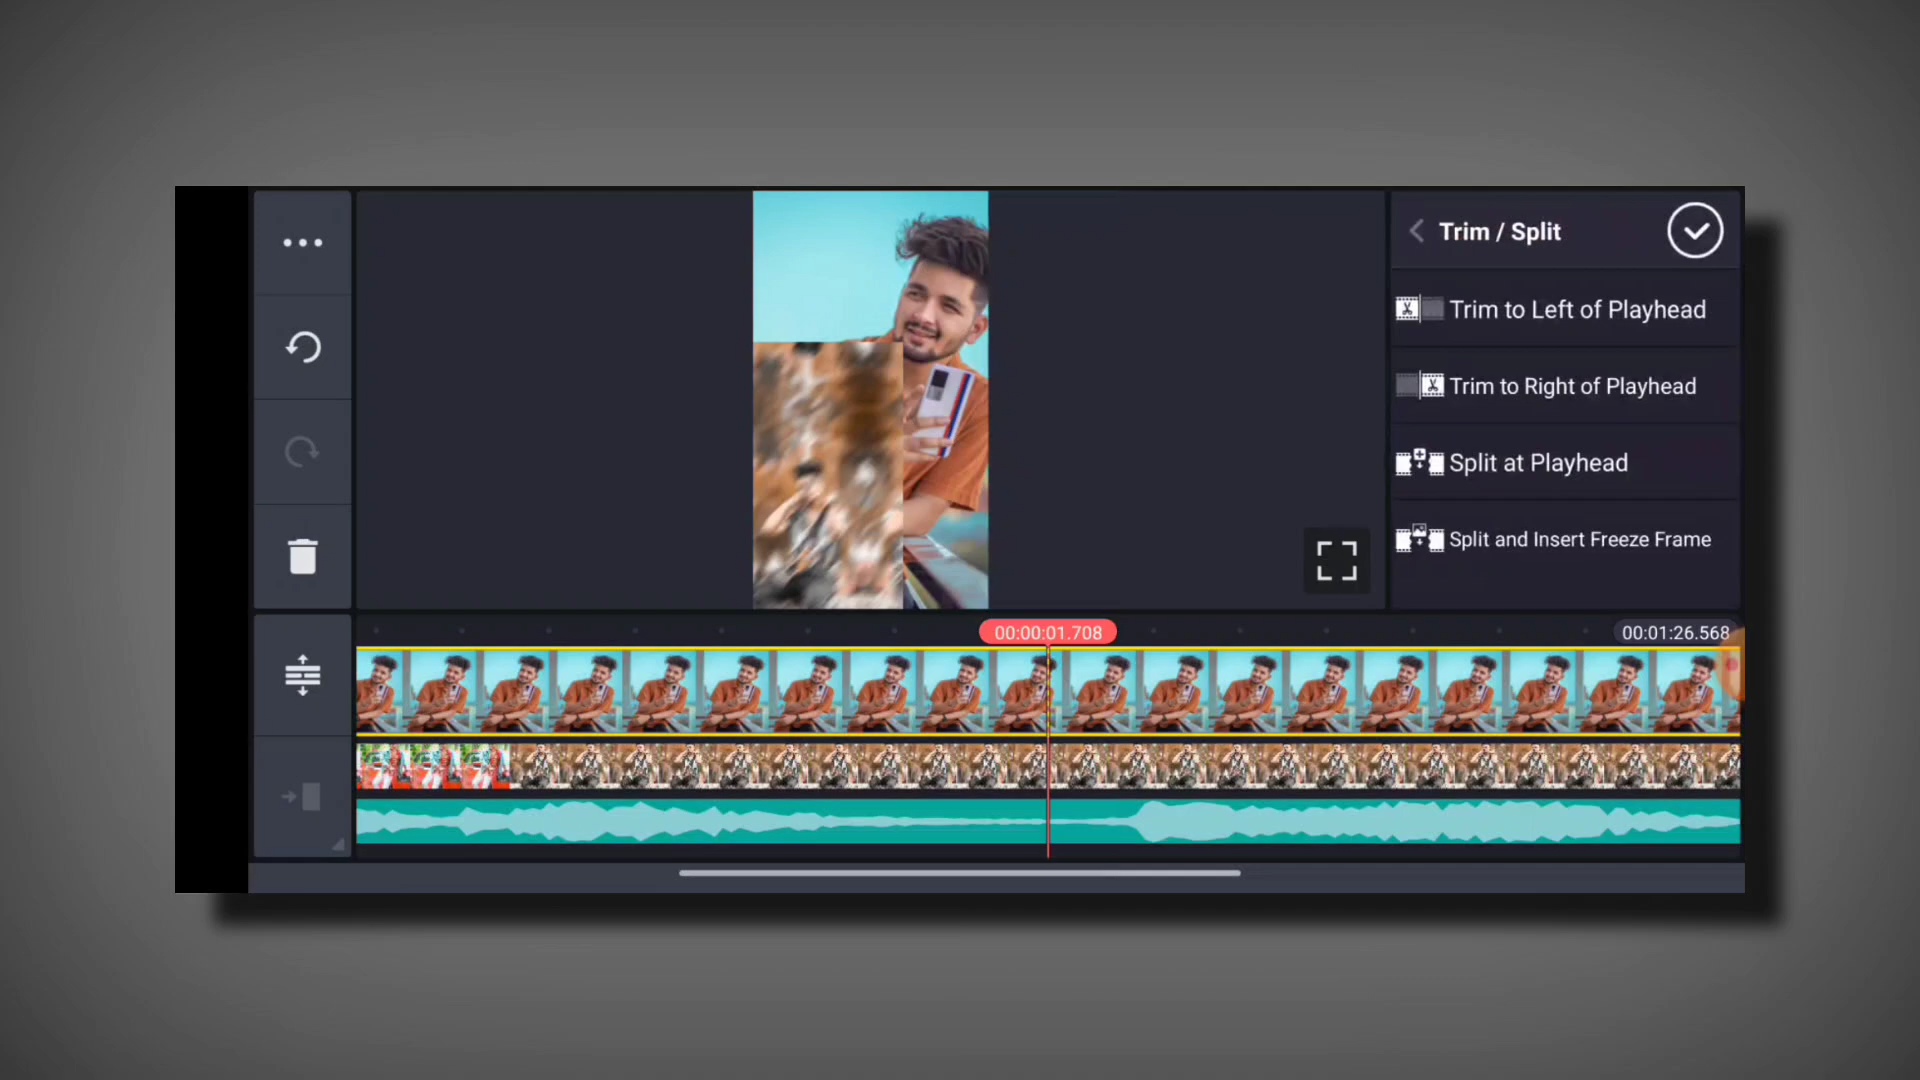 Trim / Split
Trim to Left of Playhead
Trim to Right of Playhead
Split at Playhead
Split and Insert Freeze Frame
00:00:01.708
00:01:26.568